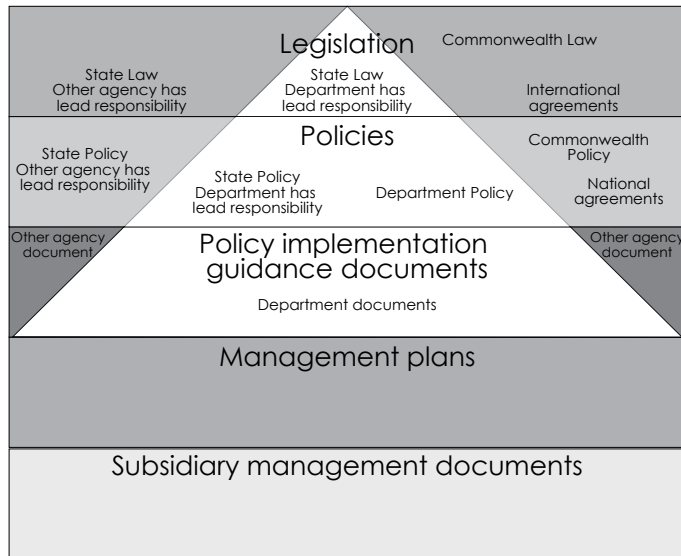 Legislation
Commonwealth Law
State Law
Other agency has
lead responsibility
State Law
Department has
lead responsibility
International
agreements
Policies
State Policy
Other agency has
lead responsibility
State Policy
Department has
lead responsibility
Department Policy
Commonwealth
Policy
National
agreements
Other agency
document
Policy implementation
guidance documents
Department documents
Other agency
document
Management plans
Subsidiary management documents